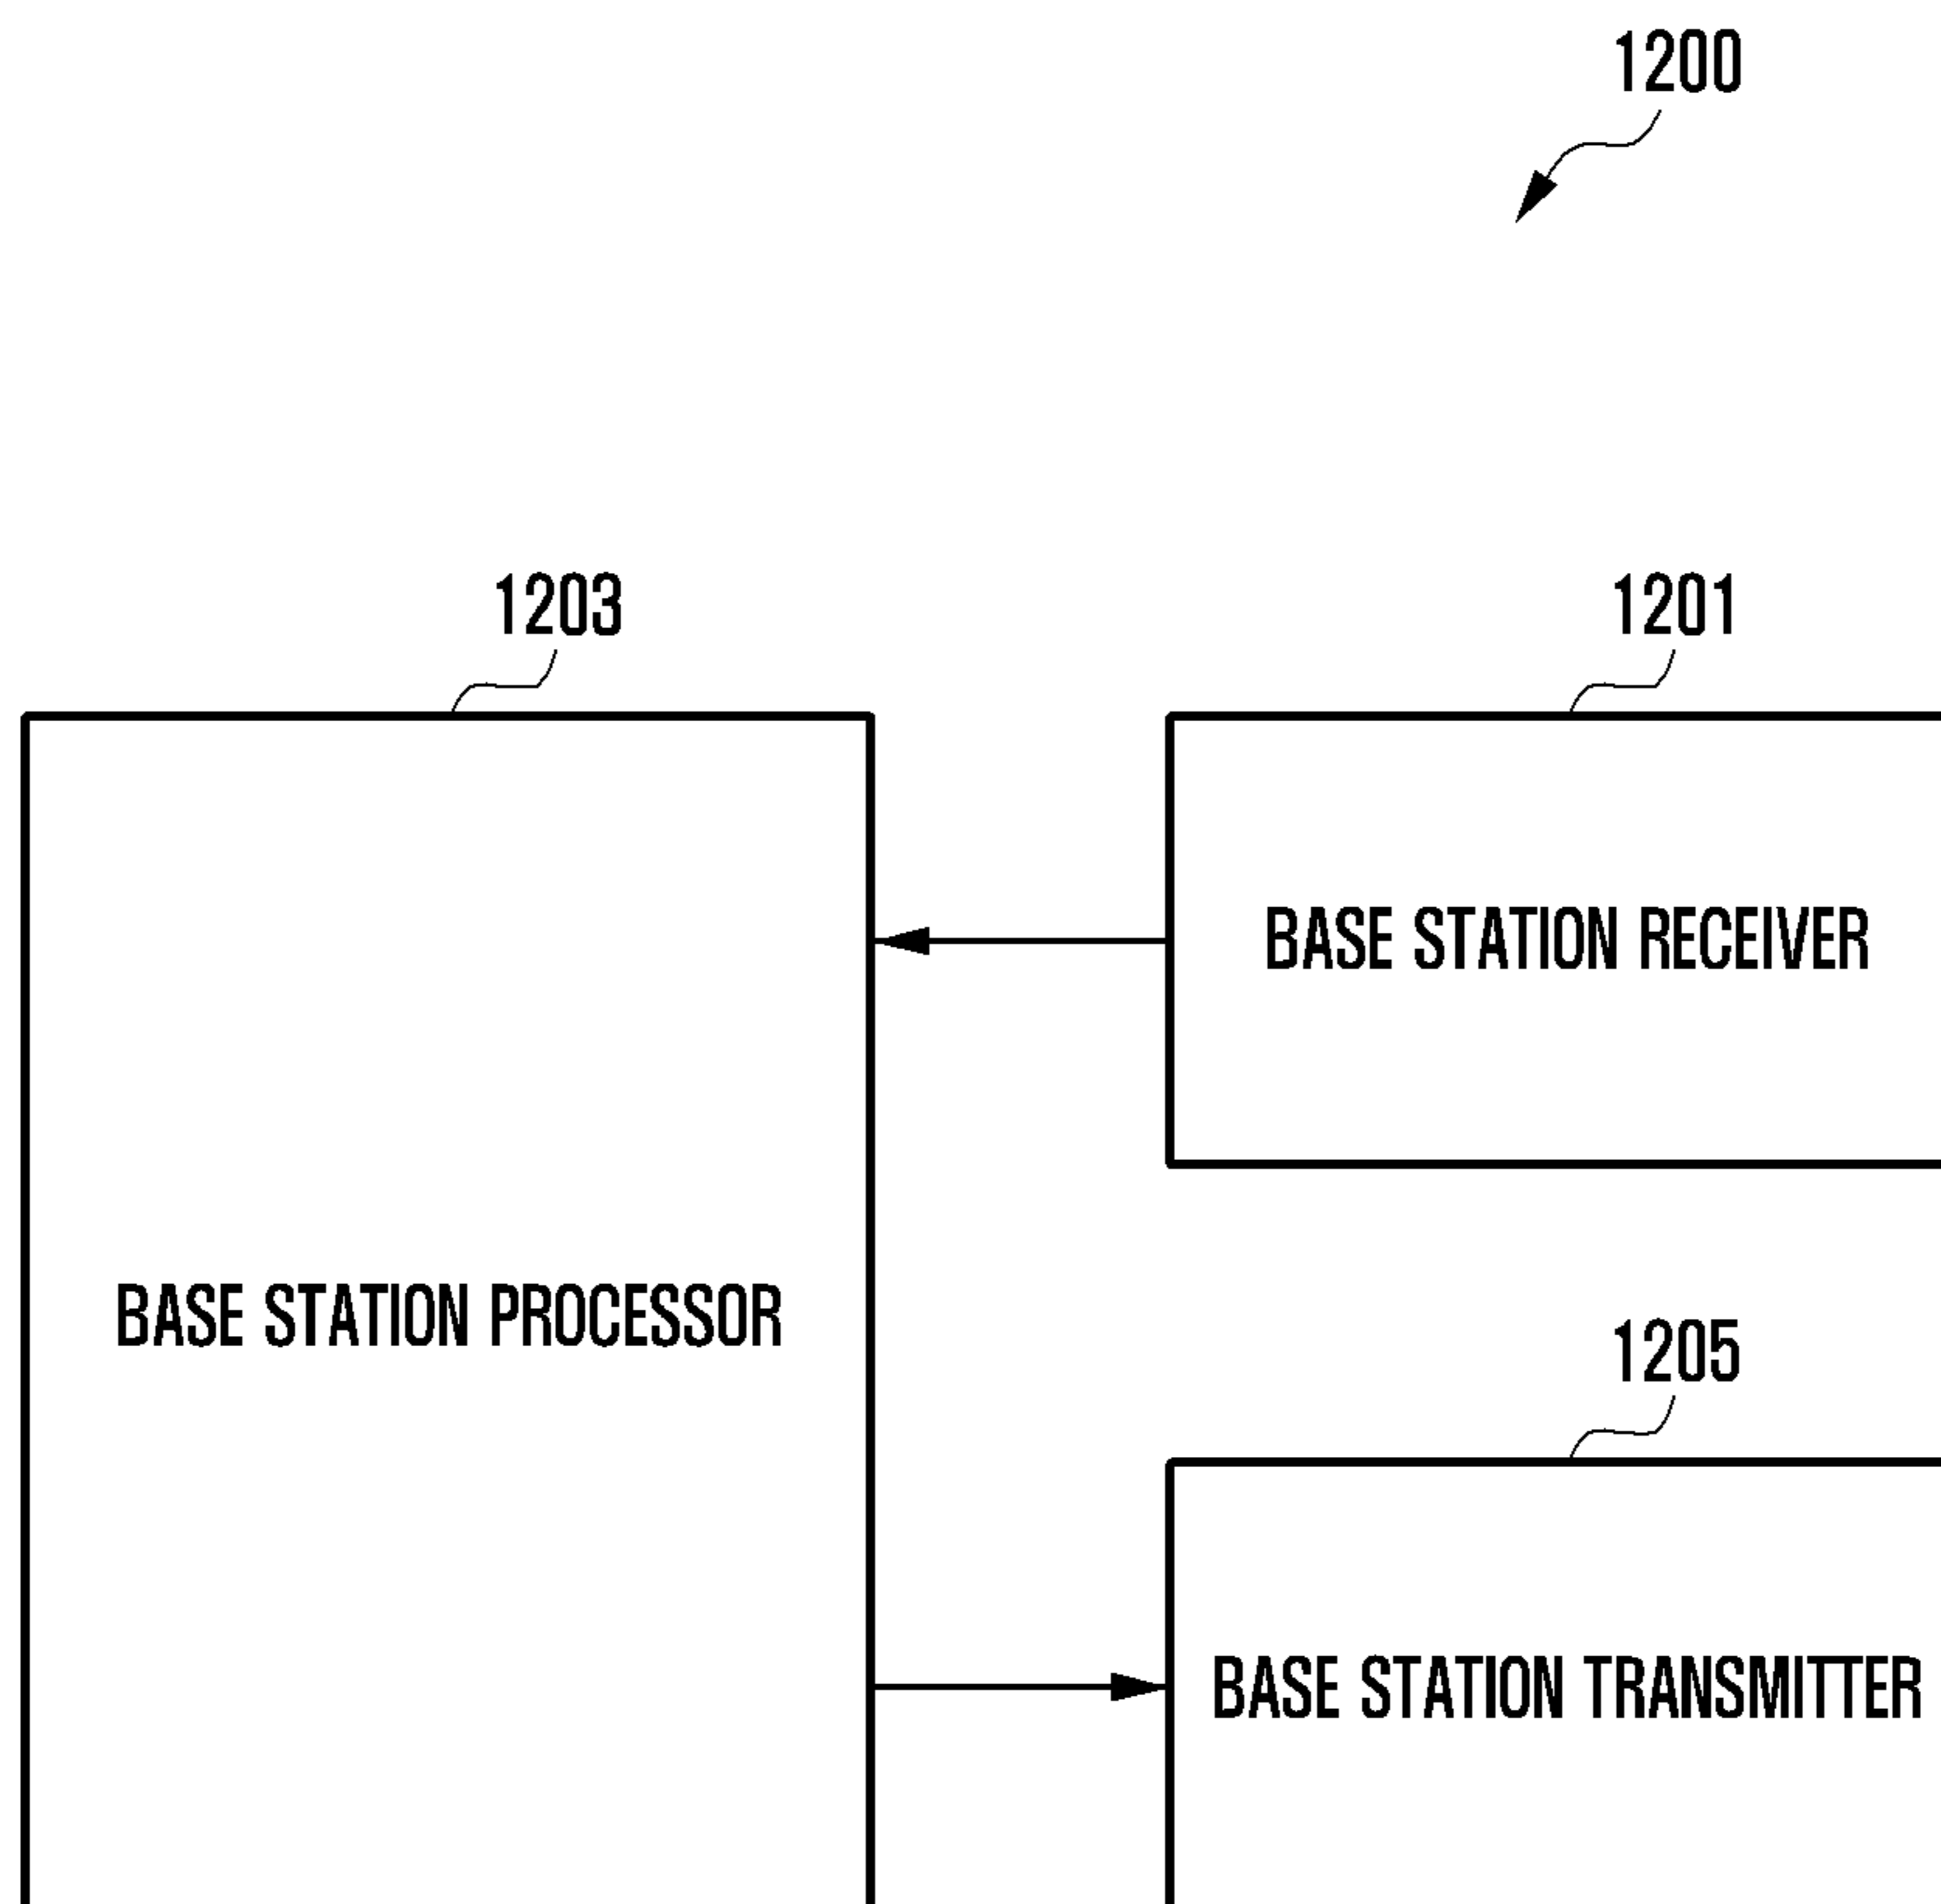 1200
1203
1201
BASE STATION RECEIVER
BASE STATION PROCESSOR
1205
BASE STATION TRANSMITTER